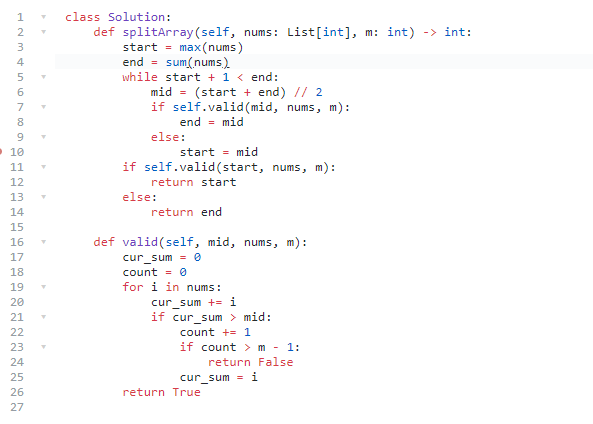 1 class Solution:
2     def splitArray(self, nums: List[int], m: int) -> int:
3         start = max(nums)
4         end = sum(nums)
5         while start + 1 < end:
6             mid = (start + end) // 2
7             if self.valid(mid, nums, m):
8                 end = mid
9             else:
10                 start = mid
11         if self.valid(start, nums, m):
12             return start
13         else:
14             return end
15
16     def valid(self, mid, nums, m):
17         cur_sum = 0
18         count = 0
19         for i in nums:
20             cur_sum += i
21             if cur_sum > mid:
22                 count += 1
23                 if count > m - 1:
24                     return False
25                 cur_sum = i
26         return True
27